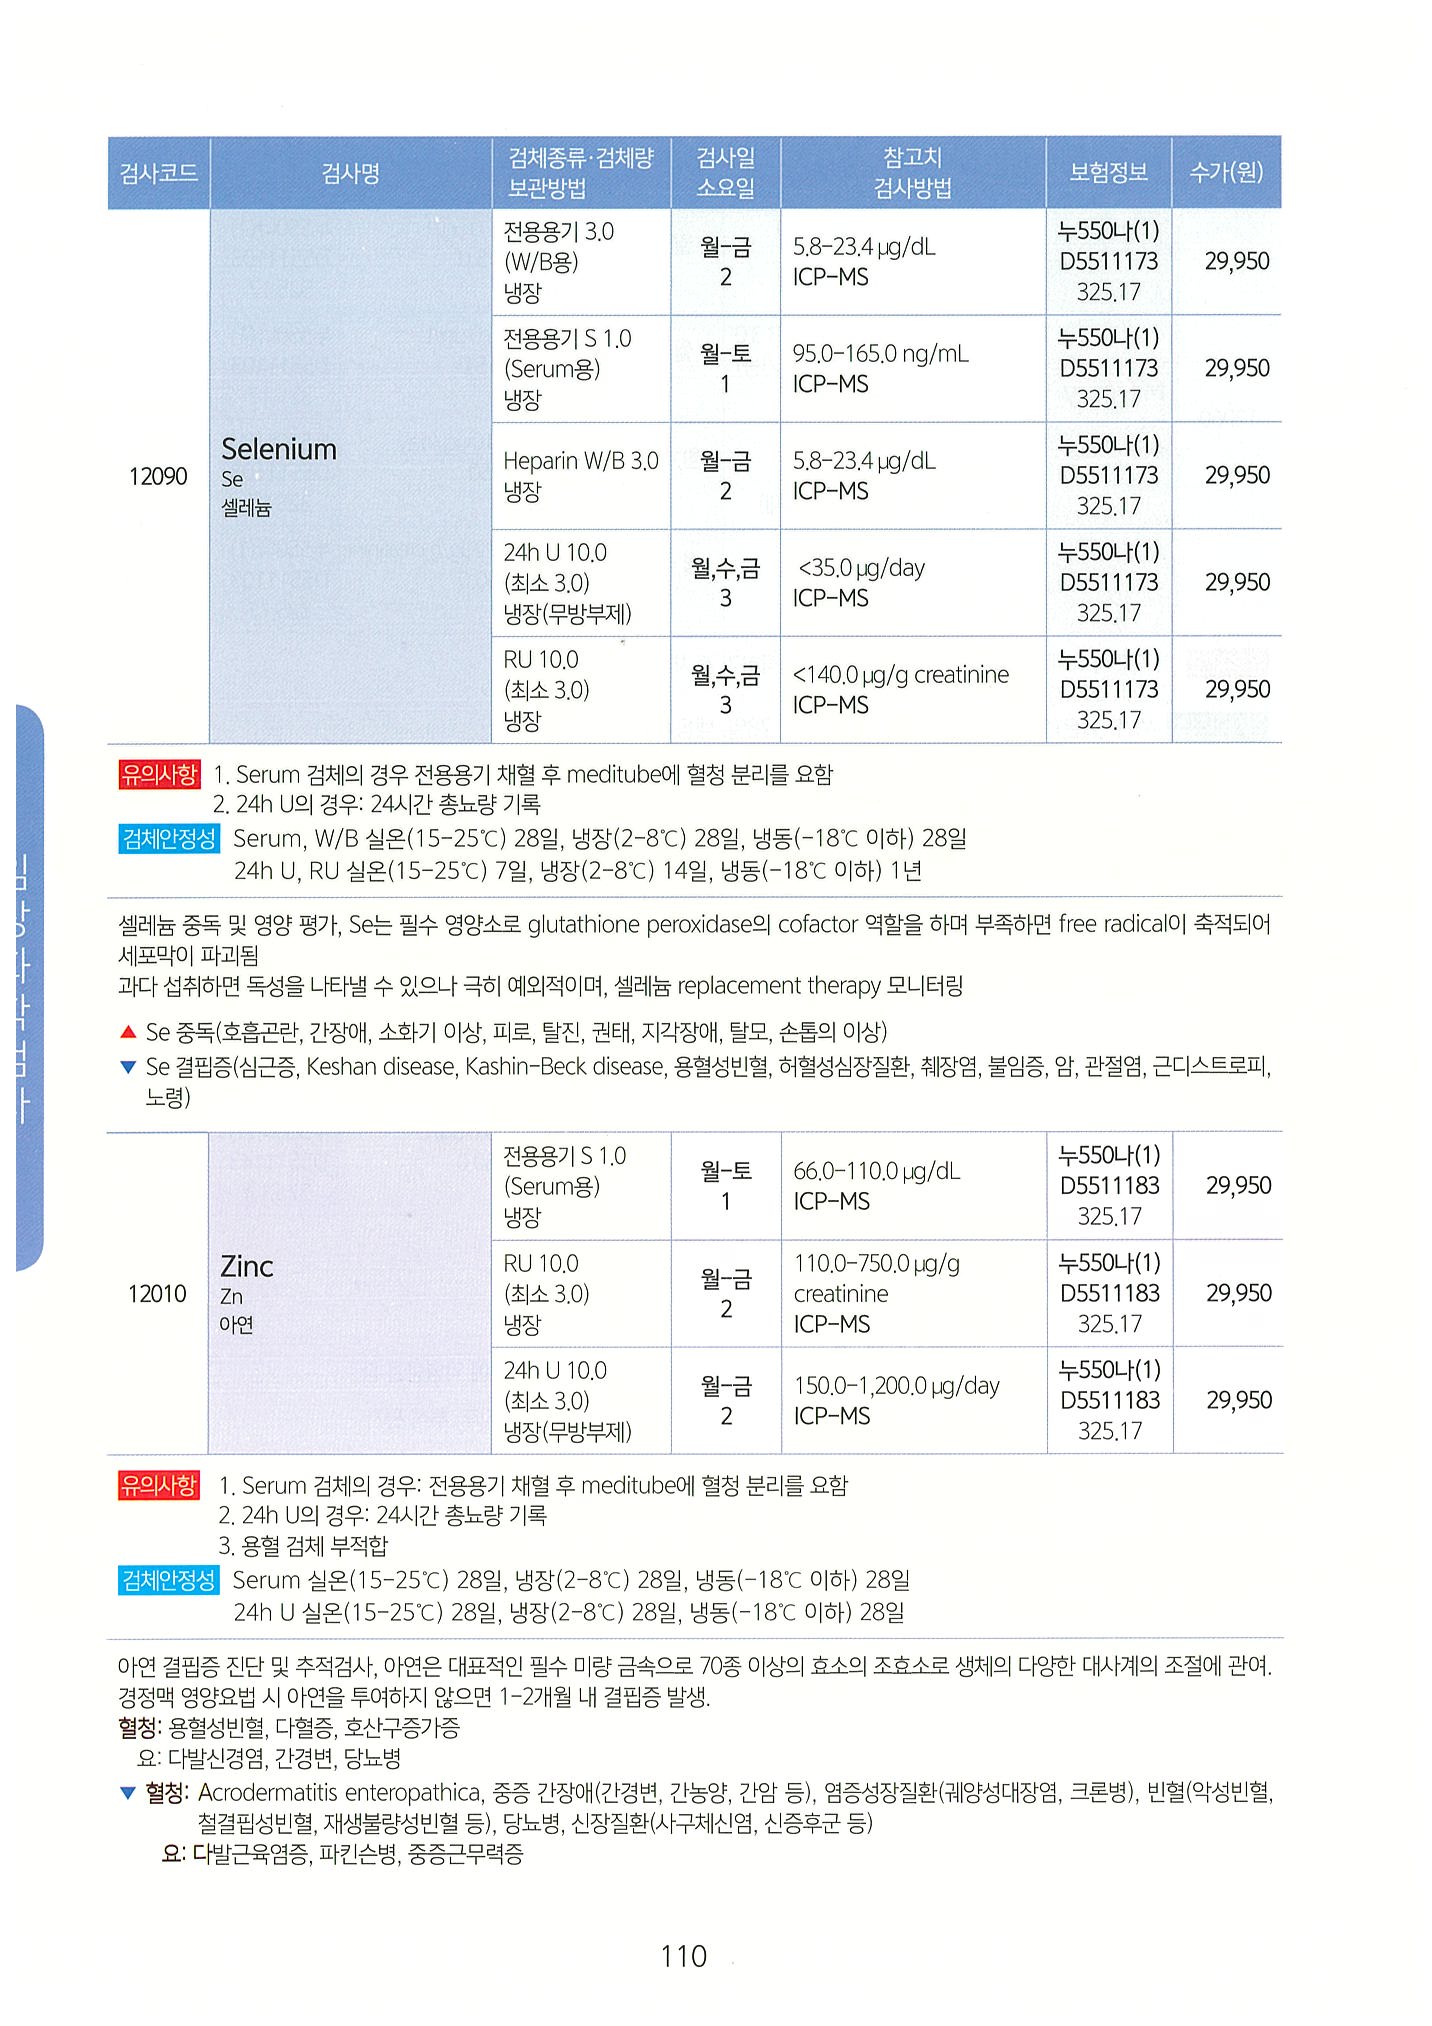 검사코드
검사명
검체종류·검체량
보관방법
검사일
소요일
참고치
검사방법
보험정보
수가(원)
12090
Selenium
Se
셀레늄
전용용기 3.0
(W/B용)
냉장
월-금
2
5.8-23.4 µg/dL
ICP-MS
누550나(1)
D5511173
325.17
29,950
전용용기 S 1.0
(Serum용)
냉장
월-토
1
95.0-165.0 ng/mL
ICP-MS
누550나(1)
D5511173
325.17
29,950
Heparin W/B 3.0
냉장
월-금
2
5.8-23.4 µg/dL
ICP-MS
누550나(1)
D5511173
325.17
29,950
24h U 10.0
(최소 3.0)
냉장(무방부제)
월,수,금
3
<35.0 µg/day
ICP-MS
누550나(1)
D5511173
325.17
29,950
RU 10.0
(최소 3.0)
냉장
월,수,금
3
<140.0 µg/g creatinine
ICP-MS
누550나(1)
D5511173
325.17
29,950
유의사항 1. Serum 검체의 경우 전용용기 채혈 후 meditube에 혈청 분리를 요함
2. 24h U의 경우: 24시간 총뇨량 기록
검체안정성 Serum, W/B 실온(15-25℃) 28일, 냉장(2-8℃) 28일, 냉동(-18℃ 이하) 28일
24h U, RU 실온(15-25℃) 7일, 냉장(2-8℃) 14일, 냉동(-18℃ 이하) 1년
셀레늄 중독 및 영양 평가, Se는 필수 영양소로 glutathione peroxidase의 cofactor 역할을 하며 부족하면 free radical이 축적되어
세포막이 파괴됨
과다 섭취하면 독성을 나타낼 수 있으나 극히 예외적이며, 셀레늄 replacement therapy 모니터링
▲ Se 중독(호흡곤란, 간장애, 소화기 이상, 피로, 탈진, 권태, 지각장애, 탈모, 손톱의 이상)
▼ Se 결핍증(심근증, Keshan disease, Kashin-Beck disease, 용혈성빈혈, 허혈성심장질환, 췌장염, 불임증, 암, 관절염, 근디스트로피,
노령)
12010
Zinc
Zn
아연
전용용기 S 1.0
(Serum용)
냉장
월-토
1
66.0-110.0 µg/dL
ICP-MS
누550나(1)
D5511183
325.17
29,950
RU 10.0
(최소 3.0)
냉장
월-금
2
110.0-750.0 µg/g
creatinine
ICP-MS
누550나(1)
D5511183
325.17
29,950
24h U 10.0
(최소 3.0)
냉장(무방부제)
월-금
2
150.0-1,200.0 µg/day
ICP-MS
누550나(1)
D5511183
325.17
29,950
유의사항 1. Serum 검체의 경우: 전용용기 채혈 후 meditube에 혈청 분리를 요함
2. 24h U의 경우: 24시간 총뇨량 기록
3. 용혈 검체 부적합
검체안정성 Serum 실온(15-25℃) 28일, 냉장(2-8℃) 28일, 냉동(-18℃ 이하) 28일
24h U 실온(15-25℃) 28일, 냉장(2-8℃) 28일, 냉동(-18℃ 이하) 28일
아연 결핍증 진단 및 추적검사, 아연은 대표적인 필수 미량 금속으로 70종 이상의 효소의 조효소로 생체의 다양한 대사계의 조절에 관여.
경정맥 영양요법 시 아연을 투여하지 않으면 1-2개월 내 결핍증 발생.
혈청: 용혈성빈혈, 다혈증, 호산구증가증
요: 다발신경염, 간경변, 당뇨병
▼ 혈청: Acrodermatitis enteropathica, 중증 간장애(간경변, 간농양, 간암 등), 염증성장질환(궤양성대장염, 크론병), 빈혈(악성빈혈,
철결핍성빈혈, 재생불량성빈혈 등), 당뇨병, 신장질환(사구체신염, 신증후군 등)
요: 다발근육염증, 파킨슨병, 중증근무력증
110